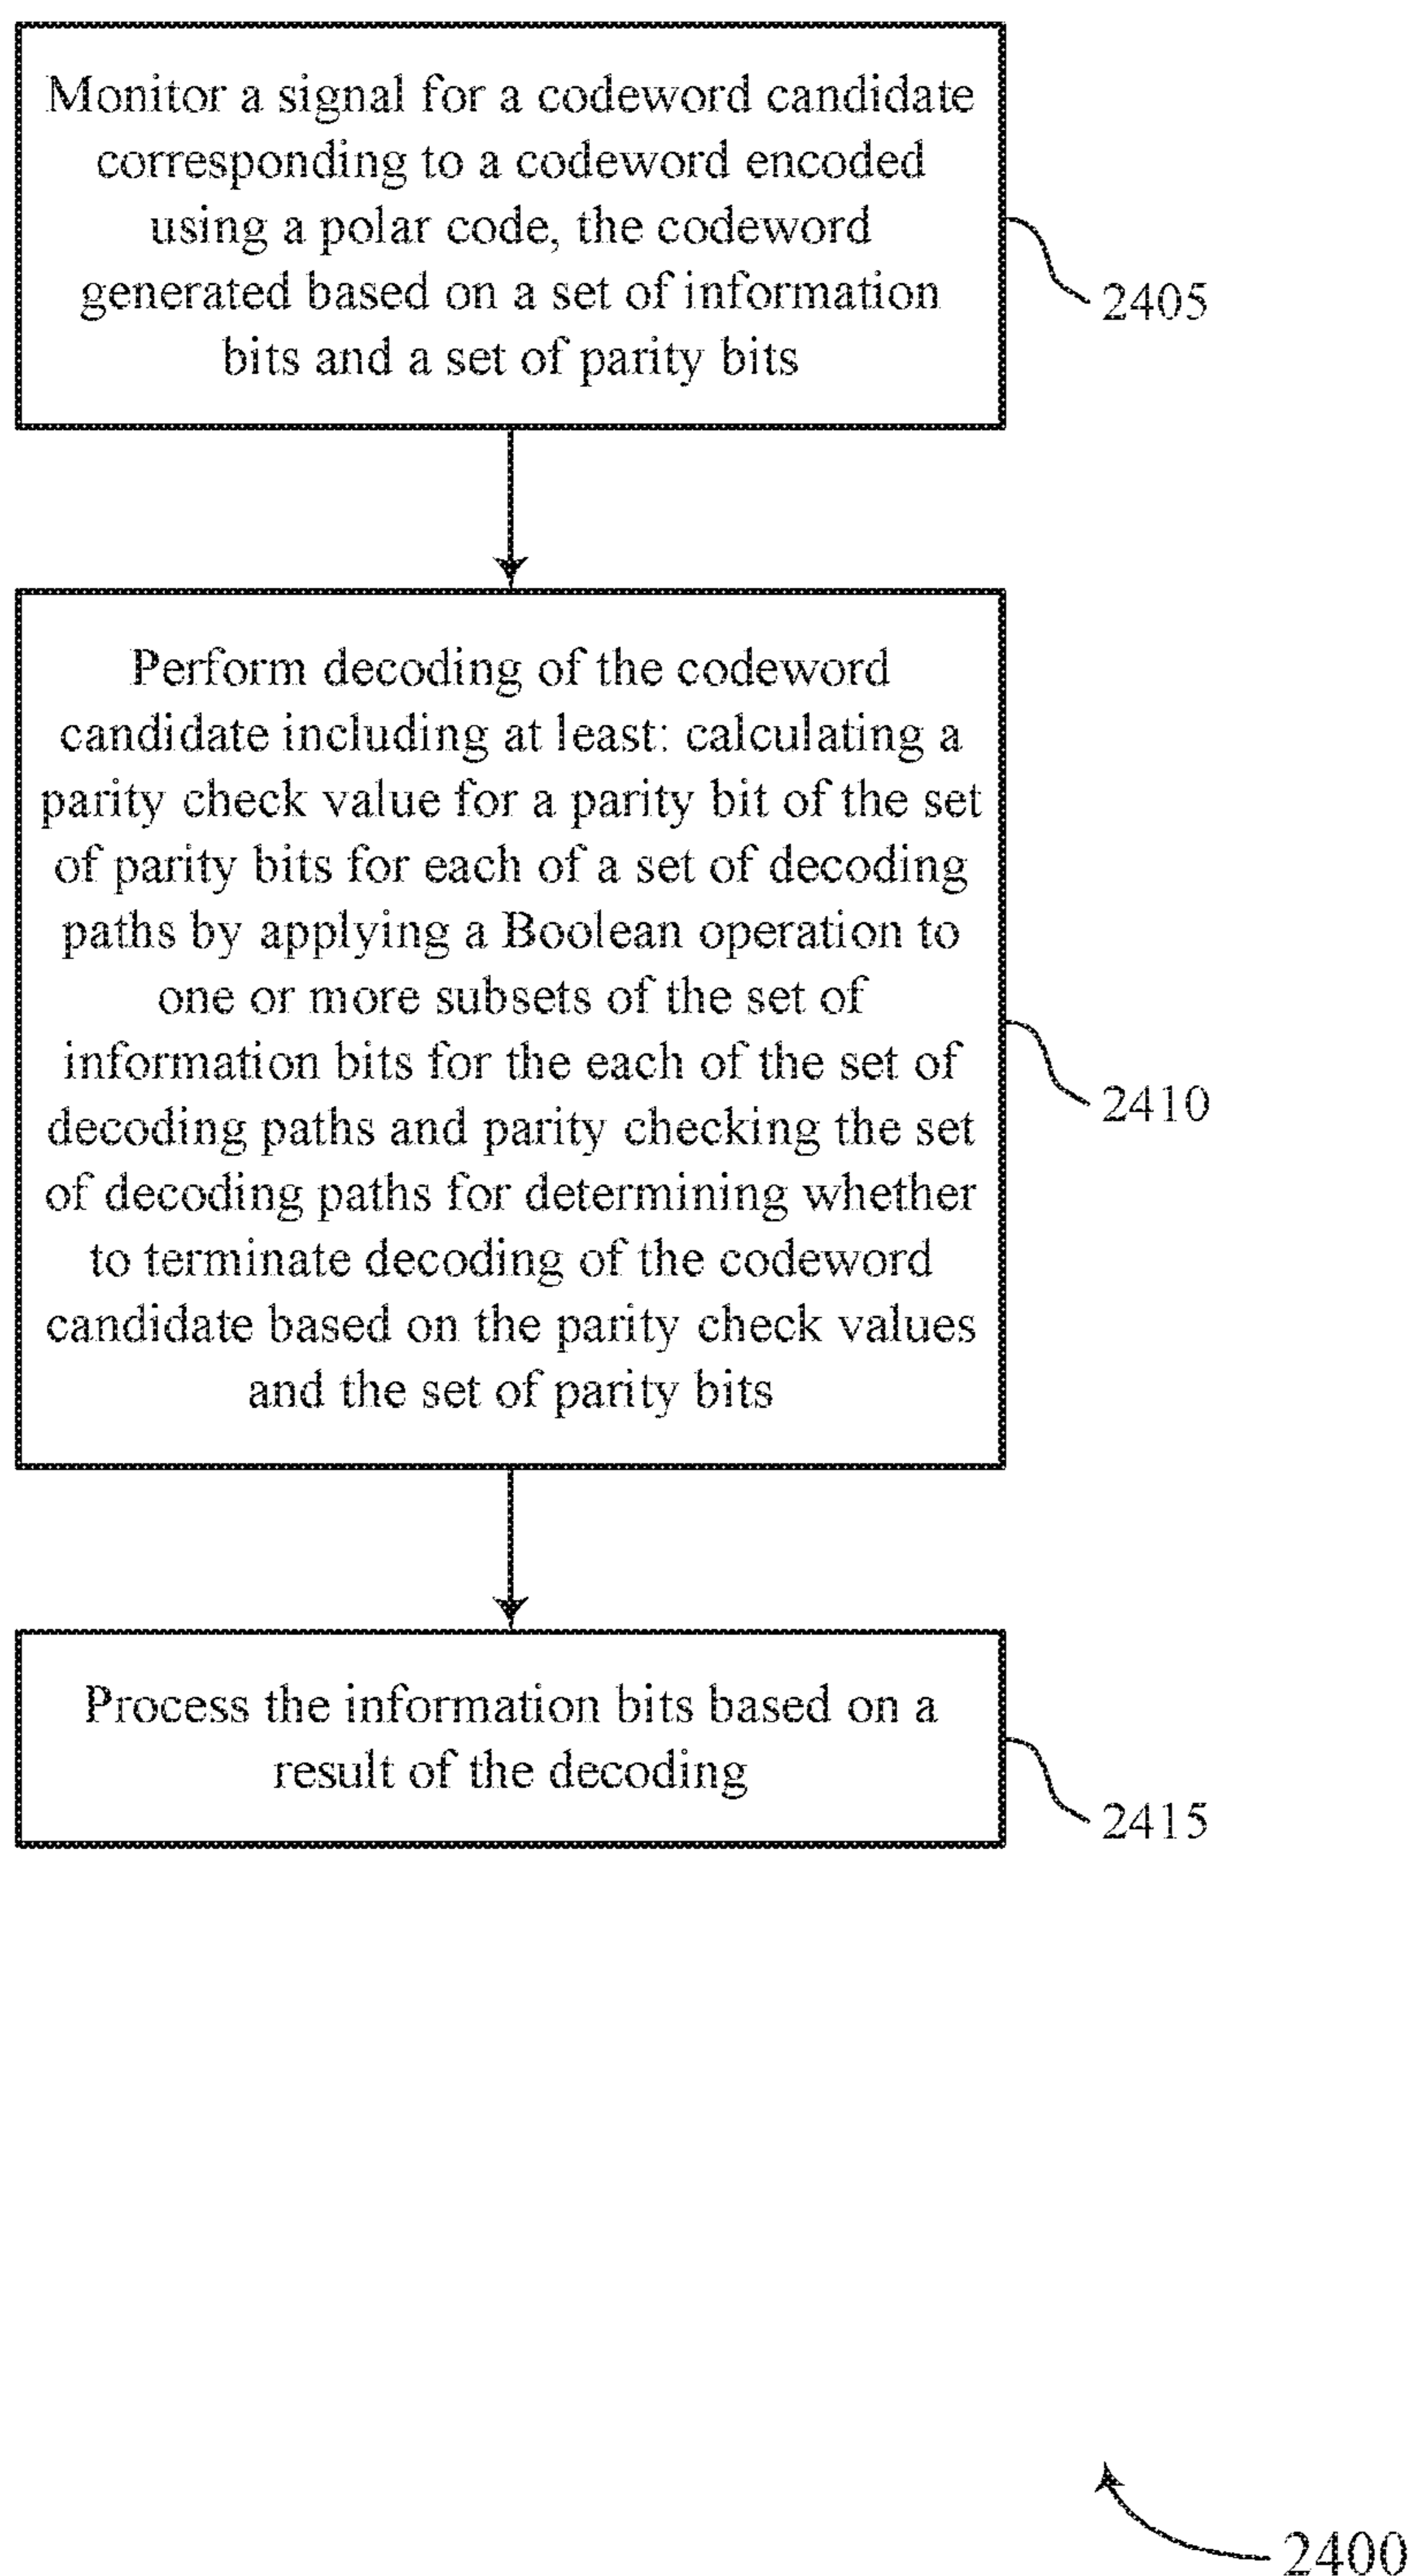 Monitor a signal for a codeword candidate
corresponding to a codeword encoded
using a polar code, the codeword
generated based on a set of information
bits and a set of parity bits
2405
Perform decoding of the codeword
candidate including at least: calculating a
parity check value for a parity bit of the set
of parity bits for each of a set of decoding
paths by applying a Boolean operation to
one or more subsets of the set of
information bits for the each of the set of
decoding paths and parity checking the set
of decoding paths for determining whether
to terminate decoding of the codeword
candidate based on the parity check values
and the set of parity bits
2410
Process the information bits based on a
result of the decoding
2415
2400